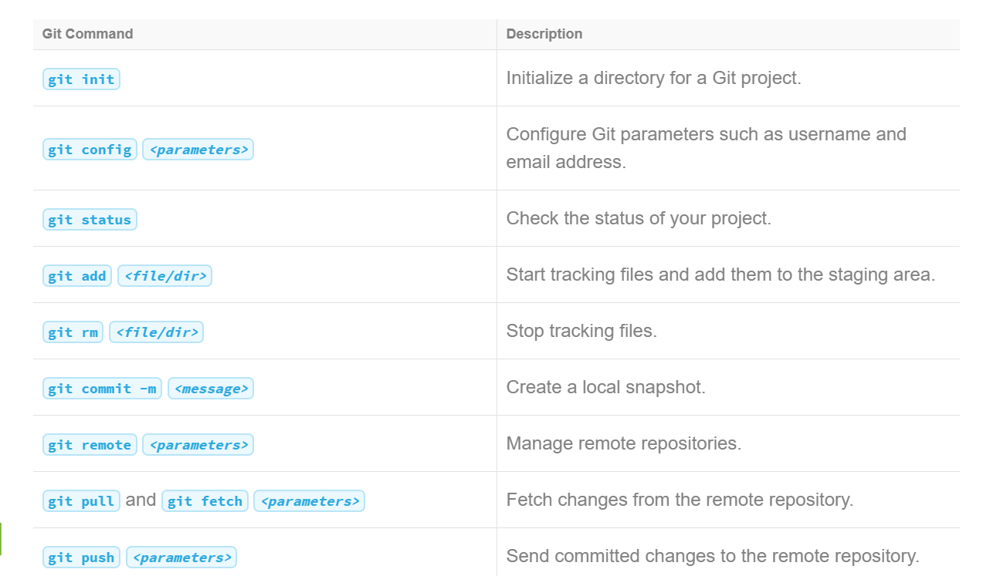 Git Command Description
git init Initialize a directory for a Git project.
git config <parameters> Configure Git parameters such as username and
email address.
git status Check the status of your project.
git add <file/dir> Start tracking files and add them to the staging area.
git rm <file/dir> Stop tracking files.
git commit -m <message> Create a local snapshot.
git remote <parameters> Manage remote repositories.
git pull and git fetch <parameters> Fetch changes from the remote repository.
git push <parameters> Send committed changes to the remote repository.